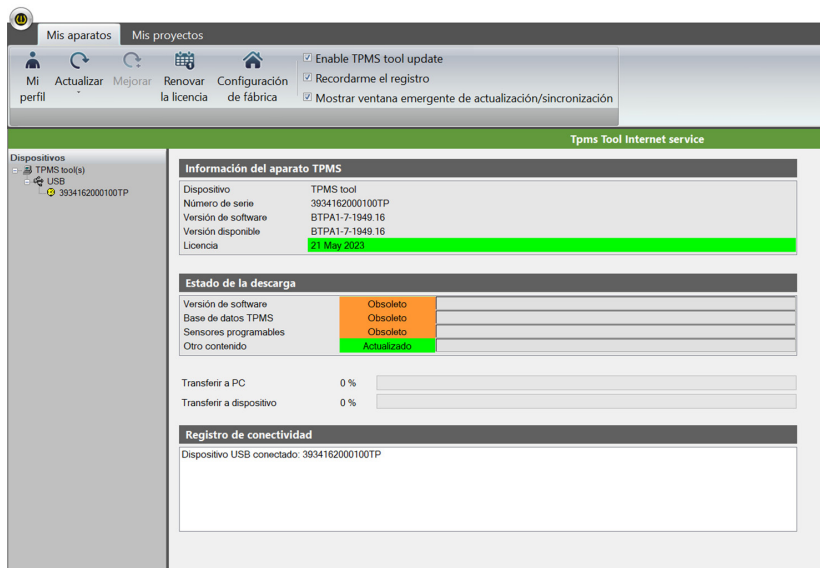 Mis aparatos Mis proyectos
Mi perfil
Actualizar
Mejorar
Renovar la licencia
Configuración de fábrica
Enable TPMS tool update
Recordarme el registro
Mostrar ventana emergente de actualización/sincronización
Tpms Tool Internet service
Dispositivos
TPMS tool(s)
USB
3934162000100TP
Información del aparato TPMS
Dispositivo TPMS tool
Número de serie 3934162000100TP
Versión de software BTPA1-7-1949.16
Versión disponible BTPA1-7-1949.16
Licencia 21 May 2023
Estado de la descarga
Versión de software Obsoleto
Base de datos TPMS Obsoleto
Sensores programables Obsoleto
Otro contenido Actualizado
Transferir a PC 0 %
Transferir a dispositivo 0 %
Registro de conectividad
Dispositivo USB conectado: 3934162000100TP